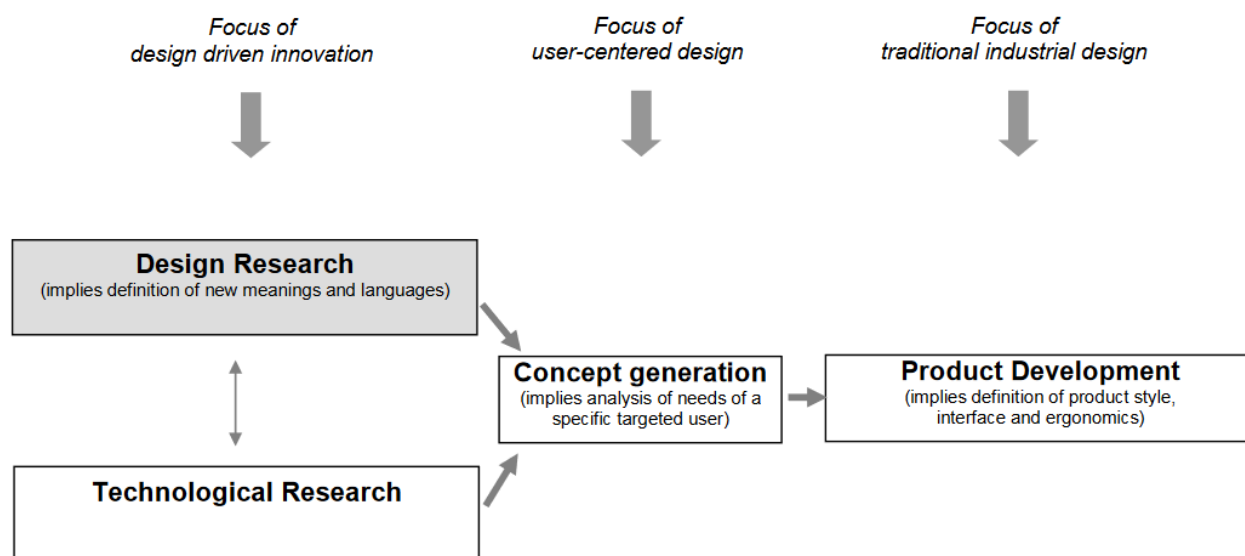 Focus of
design driven innovation
Focus of
user-centered design
Focus of
traditional industrial design
Design Research
(implies definition of new meanings and languages)
Concept generation
(implies analysis of needs of a
specific targeted user)
Product Development
(implies definition of product style,
interface and ergonomics)
Technological Research